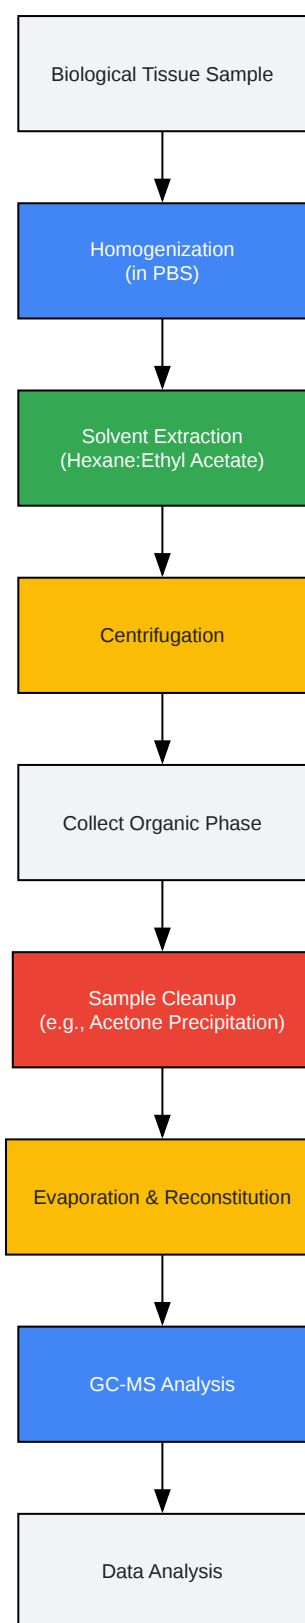 Biological Tissue Sample
Homogenization
(in PBS)
Solvent Extraction
(Hexane:Ethyl Acetate)
Centrifugation
Collect Organic Phase
Sample Cleanup
(e.g., Acetone Precipitation)
Evaporation & Reconstitution
GC-MS Analysis
Data Analysis